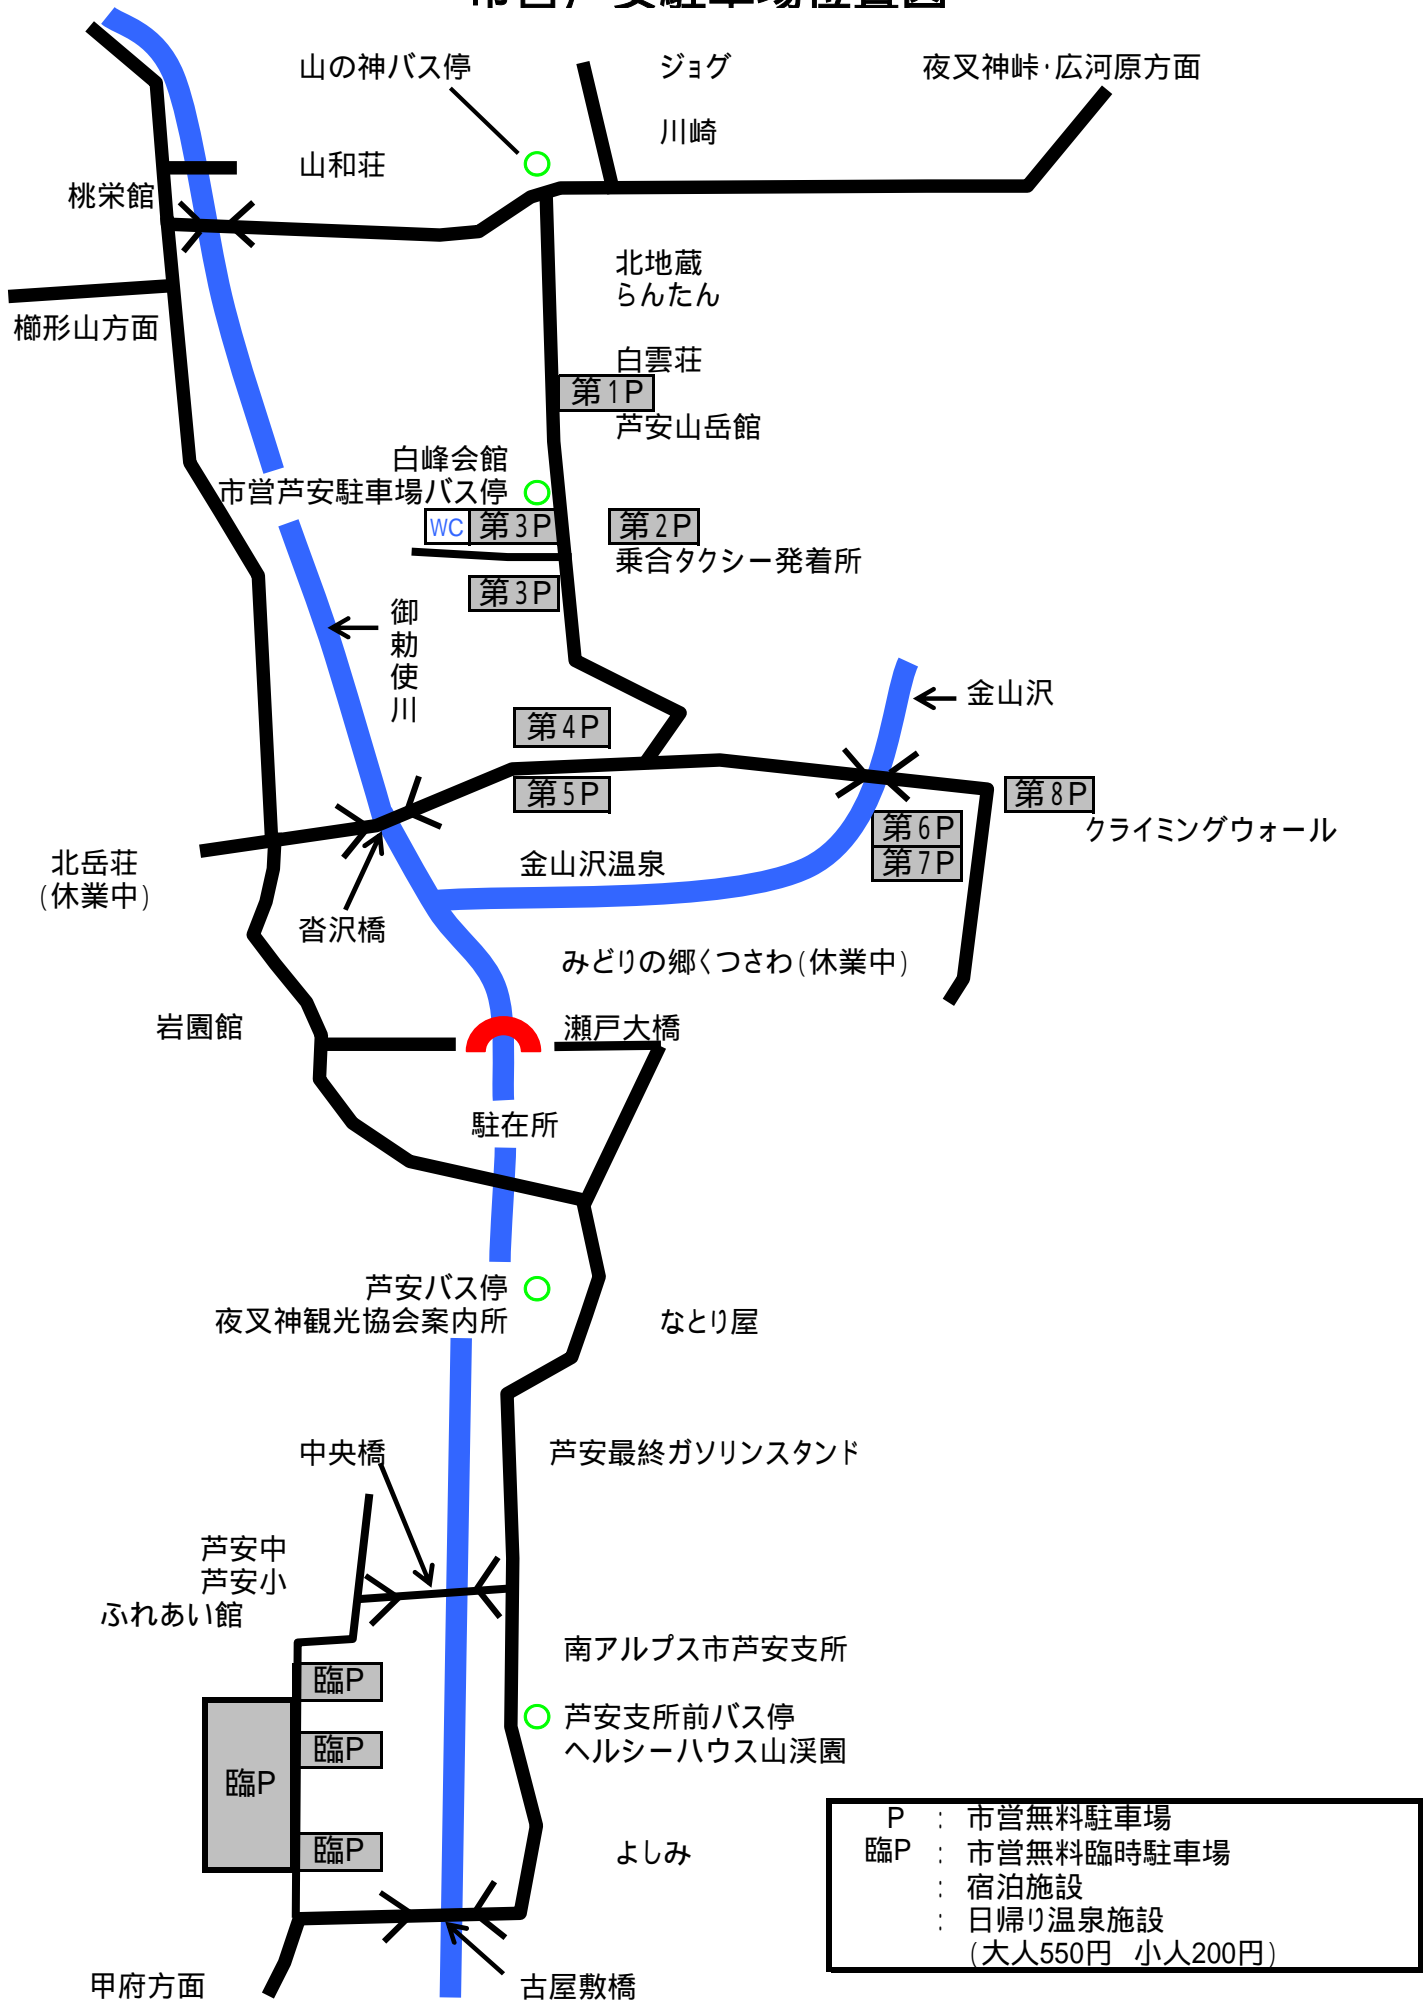 市営芦安駐車場位置図
山の神バス停
ジョグ
夜叉神峠・広河原方面
川崎
山和荘
桃栄館
北地蔵
らんたん
櫛形山方面
白雲荘
第1P
芦安山岳館
白峰会館
市営芦安駐車場バス停
WC
第3P
第2P
乗合タクシー発着所
第3P
御勅使川
金山沢
第4P
第5P
第8P
第6P
クライミングウォール
第7P
北岳荘
(休業中)
金山沢温泉
沓沢橋
みどりの郷くつさわ(休業中)
岩園館
瀬戸大橋
駐在所
芦安バス停
夜叉神観光協会案内所
なとり屋
中央橋
芦安最終ガソリンスタンド
芦安中
芦安小
ふれあい館
南アルプス市芦安支所
臨P
芦安支所前バス停
臨P
ヘルシーハウス山渓園
臨P
臨P
よしみ
P : 市営無料駐車場
臨P : 市営無料臨時駐車場
: 宿泊施設
: 日帰り温泉施設
(大人550円 小人200円)
甲府方面
古屋敷橋